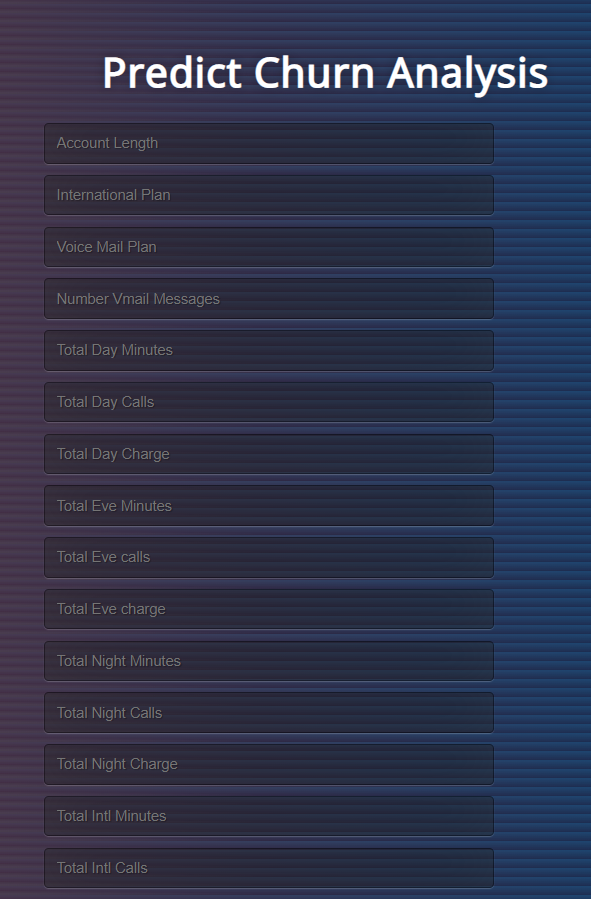 Predict Churn Analysis
Account Length
International Plan
Voice Mail Plan
Number Vmail Messages
Total Day Minutes
Total Day Calls
Total Day Charge
Total Eve Minutes
Total Eve calls
Total Eve charge
Total Night Minutes
Total Night Calls
Total Night Charge
Total Intl Minutes
Total Intl Calls